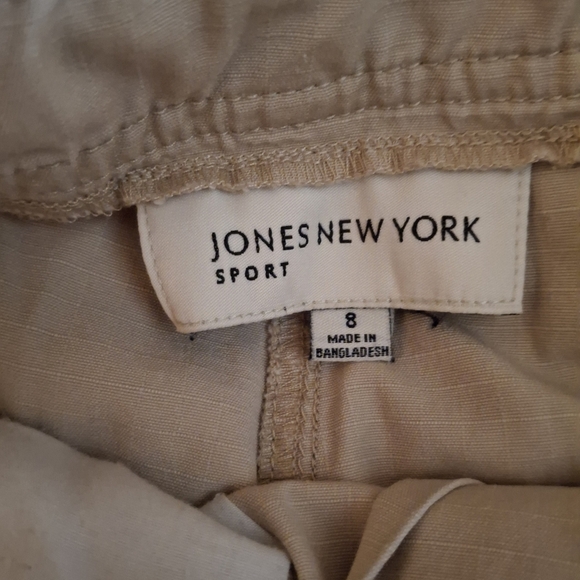 JONES NEW YORK
SPORT
8
MADE IN
BANGLADESH